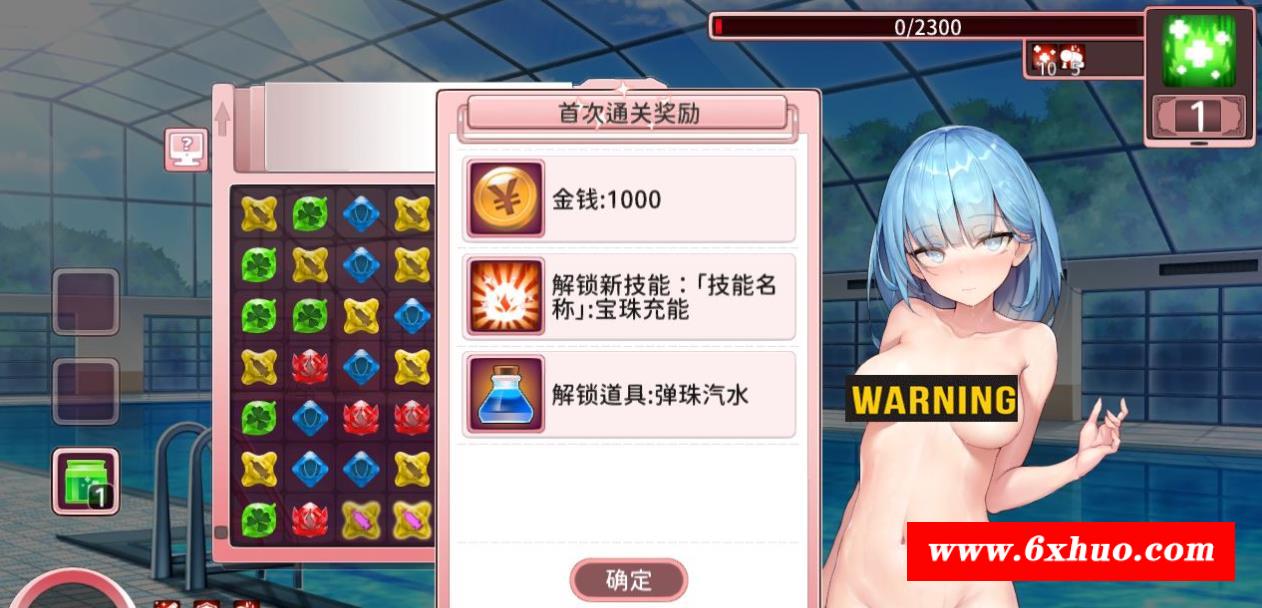 0/2300
10 5
1
首次通关奖励
?
金钱:1000
解锁新技能：「技能名
称」:宝珠充能
解锁道具:弹珠汽水
WARNING
1
www.6xhuo.com
确定